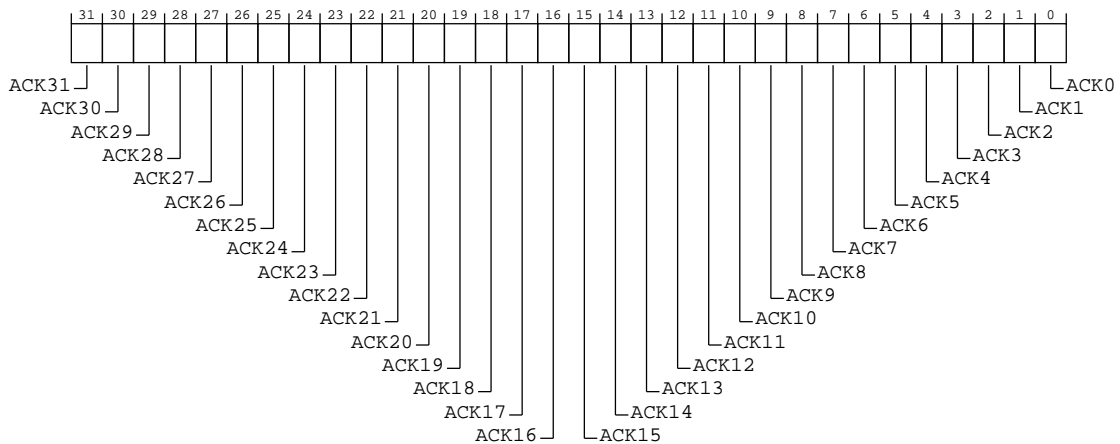 31 30 29 28 27 26 25 24 23 22 21 20 19 18 17 16 15 14 13 12 11 10 9 8 7 6 5 4 3 2 1 0
ACK31 ACK0
ACK30 ACK1
ACK29 ACK2
ACK28 ACK3
ACK27 ACK4
ACK26 ACK5
ACK25 ACK6
ACK24 ACK7
ACK23 ACK8
ACK22 ACK9
ACK21 ACK10
ACK20 ACK11
ACK19 ACK12
ACK18 ACK13
ACK17 ACK14
ACK16 ACK15